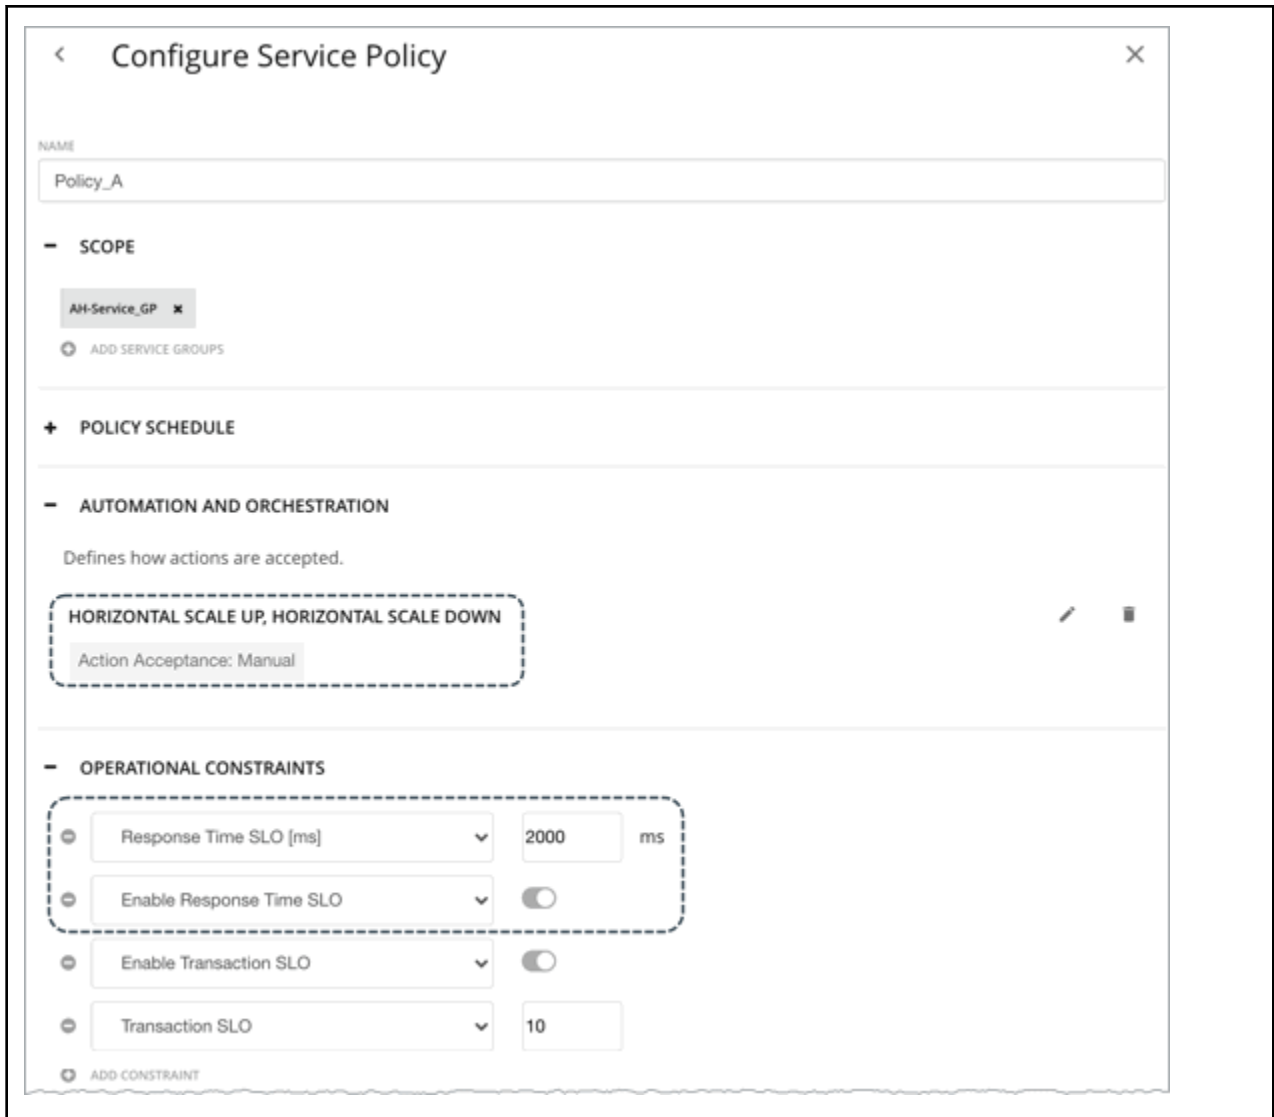 Configure Service Policy
NAME
Policy_A
SCOPE
AH-Service_GP
ADD SERVICE GROUPS
POLICY SCHEDULE
AUTOMATION AND ORCHESTRATION
Defines how actions are accepted.
HORIZONTAL SCALE UP, HORIZONTAL SCALE DOWN
Action Acceptance: Manual
OPERATIONAL CONSTRAINTS
Response Time SLO [ms] 2000 ms
Enable Response Time SLO
Enable Transaction SLO
Transaction SLO 10
ADD CONSTRAINT